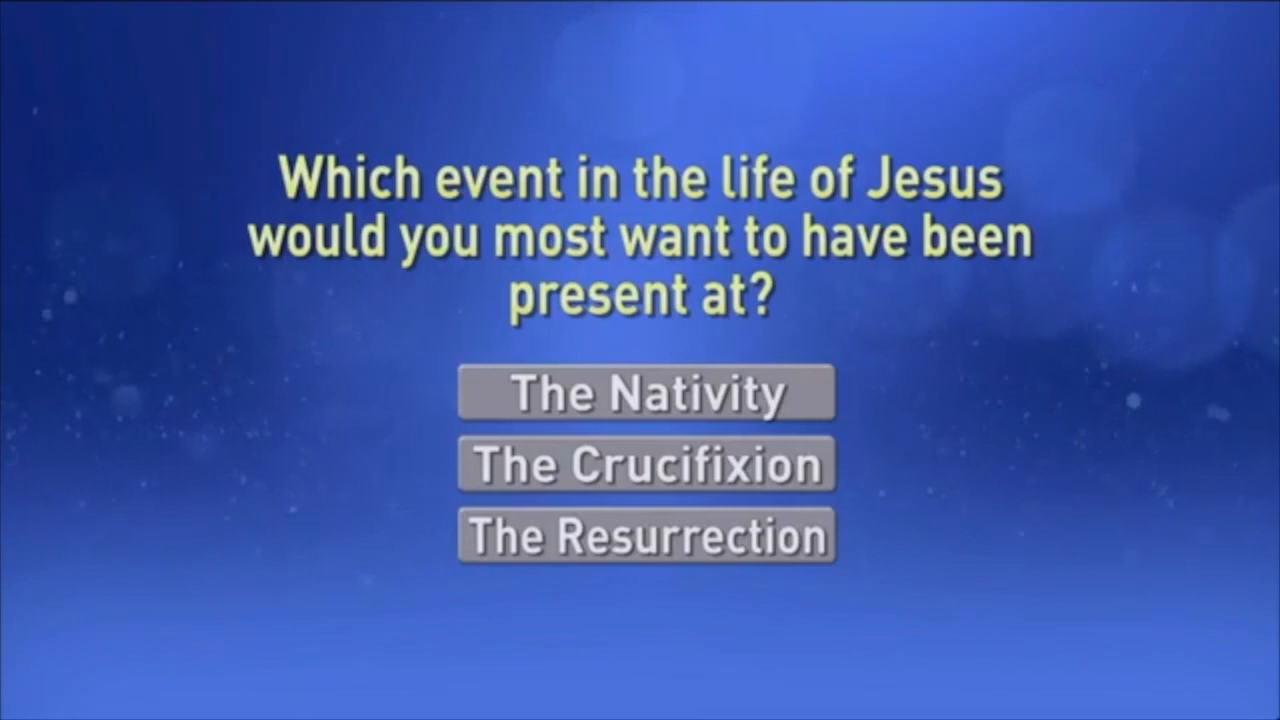 Which event in the life of Jesus
would you most want to have been
present at?
The Nativity
The Crucifixion
The Resurrection